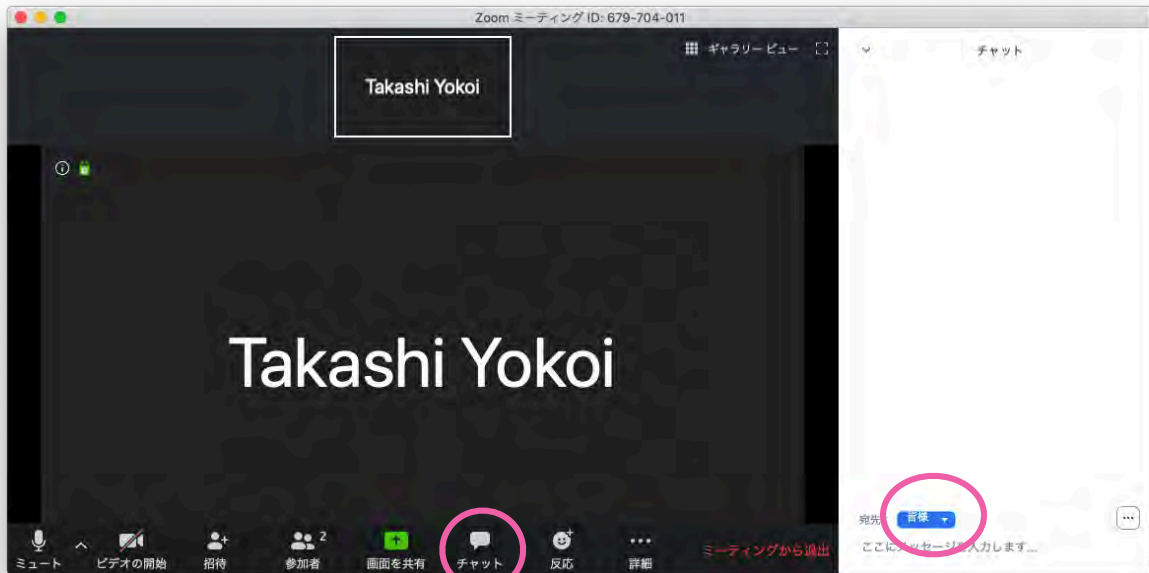 Zoom ミーティング ID: 679-704-011
Takashi Yokoi
ギャラリー ビュー
チャット
Takashi Yokoi
宛先:
皆様
ここにメッセージを入力します...
ミュート
ビデオの開始
招待
参加者
2
画面を共有
チャット
反応
詳細
ミーティングから退出